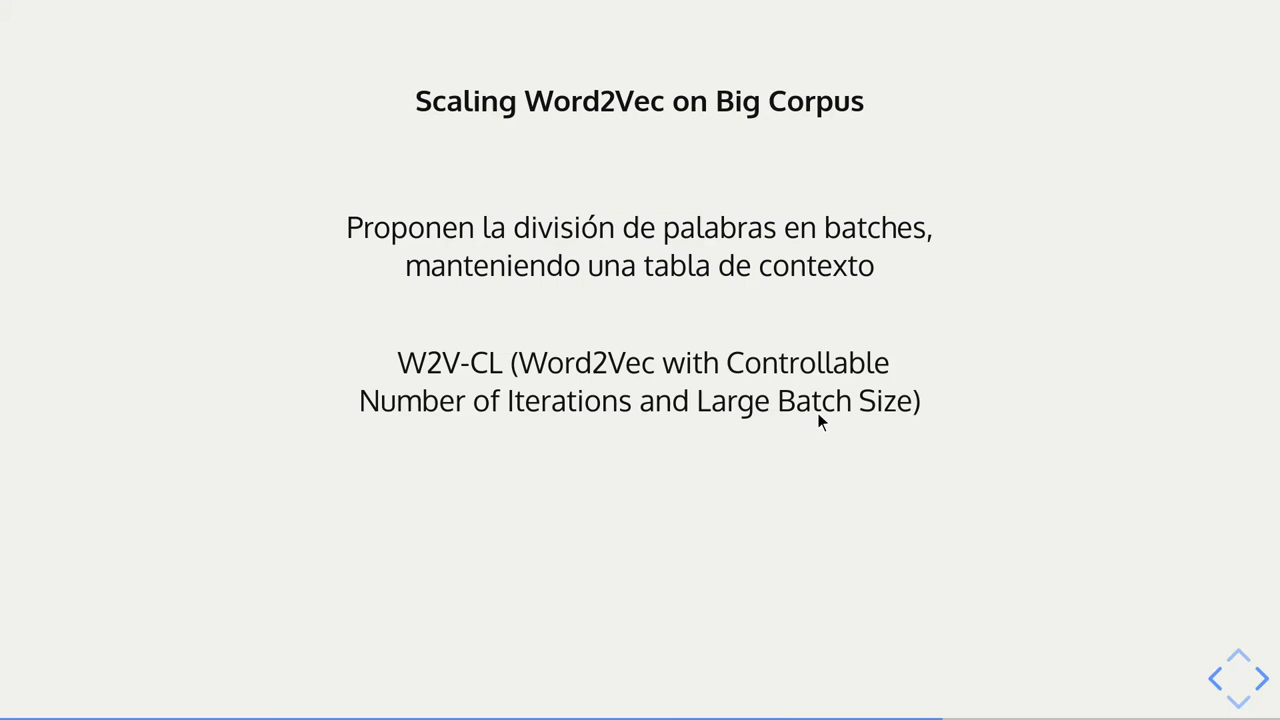 Scaling Word2Vec on Big Corpus
Proponen la división de palabras en batches,
manteniendo una tabla de contexto
W2V-CL (Word2Vec with Controllable
Number of Iterations and Large Batch Size)